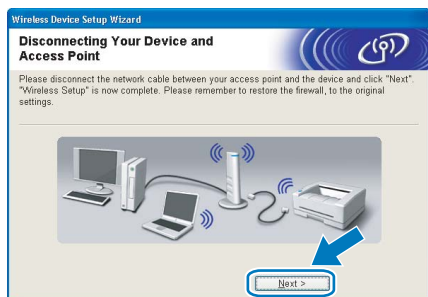 Wireless Device Setup Wizard
Disconnecting Your Device and
Access Point
Please disconnect the network cable between your access point and the device and click "Next".
"Wireless Setup" is now complete. Please remember to restore the firewall, to the original
settings.
Next >